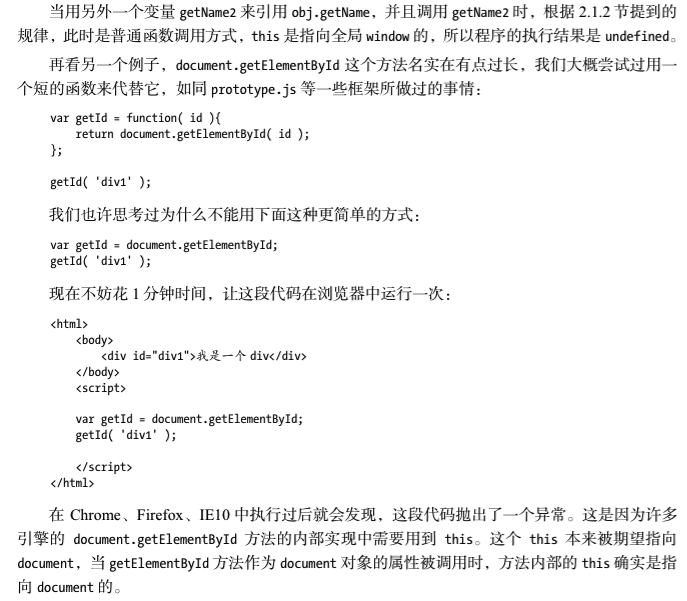 当用另外一个变量 getName2 来引用 obj.getName，并且调用 getName2 时，根据 2.1.2 节提到的
规律，此时是普通函数调用方式，this 是指向全局 window 的，所以程序的执行结果是 undefined。
再看另一个例子，document.getElementById 这个方法名实在有点过长，我们大概尝试过用一
个短的函数来代替它，如同 prototype.js 等一些框架所做过的事情：
var getId = function( id ){
    return document.getElementById( id );
};
getId( 'div1' );
我们也许思考过为什么不能用下面这种更简单的方式：
var getId = document.getElementById;
getId( 'div1' );
现在不妨花 1 分钟时间，让这段代码在浏览器中运行一次：
<html>
    <body>
        <div id="div1">我是一个 div</div>
    </body>
    <script>
    var getId = document.getElementById;
    getId( 'div1' );
    </script>
</html>
在 Chrome、Firefox、IE10 中执行过后就会发现，这段代码抛出了一个异常。这是因为许多
引擎的 document.getElementById 方法的内部实现中需要用到 this。这个 this 本来被期望指向
document，当 getElementById 方法作为 document 对象的属性被调用时，方法内部的 this 确实是指
向 document 的。